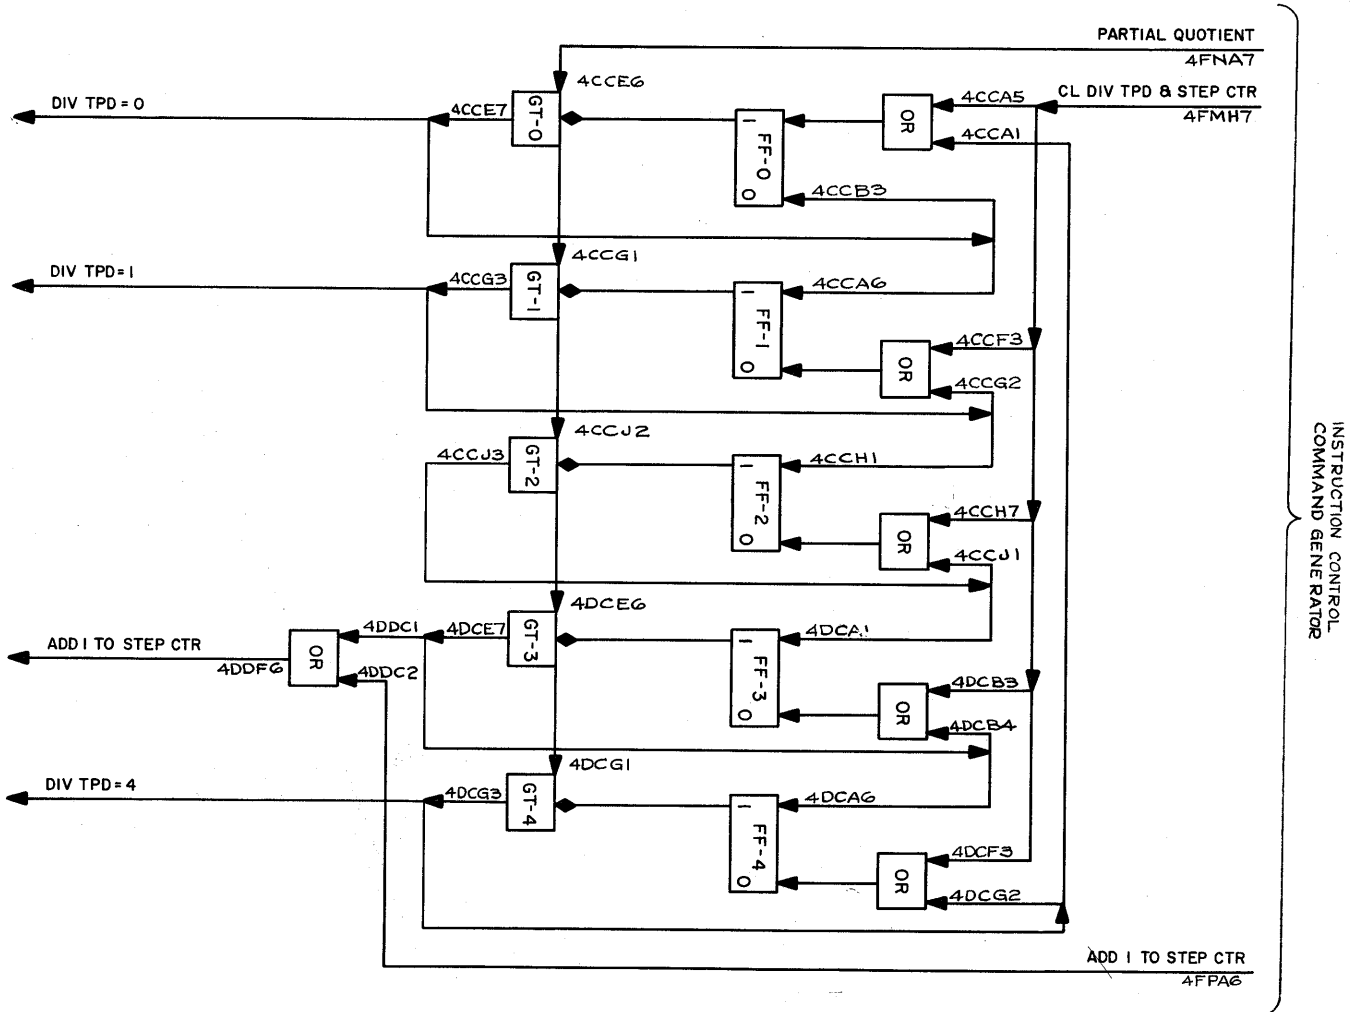 PARTIAL QUOTIENT
4FNA7
4CCE6
CL DIV TPD & STEP CTR
4FMH7
DIV TPD = 0
4CCE7
GT-0
1 FF-0 0
OR
4CCA5
4CCA1
4CCB3
4CCG1
DIV TPD = 1
4CCG3
GT-1
1 FF-1 0
4CCA6
OR
4CCF3
4CCG2
4CCJ2
4CCJ3
GT-2
1 FF-2 0
4CCH1
OR
4CCH7
4CCJ1
INSTRUCTION CONTROL
COMMAND GENERATOR
4DCE6
ADD 1 TO STEP CTR
4DDF6
OR
4DDC1
4DDC2
4DCE7
GT-3
1 FF-3 0
4DCA1
OR
4DCB3
4DCB4
4DCG1
DIV TPD = 4
4DCG3
GT-4
1 FF-4 0
4DCA6
OR
4DCF3
4DCG2
ADD 1 TO STEP CTR
4FPA6